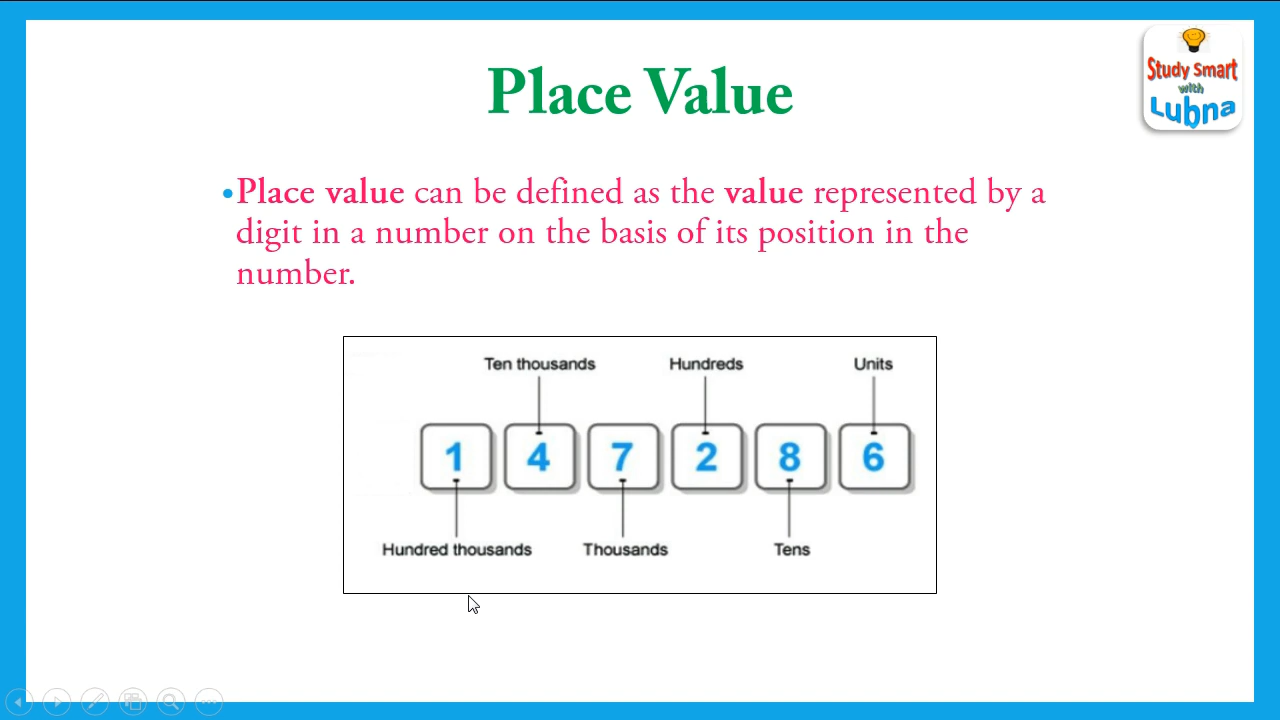 Place Value
Study Smart
with
Lubna
•Place value can be defined as the value represented by a
digit in a number on the basis of its position in the
number.
Ten thousands Hundreds Units
1 4 7 2 8 6
Hundred thousands Thousands Tens